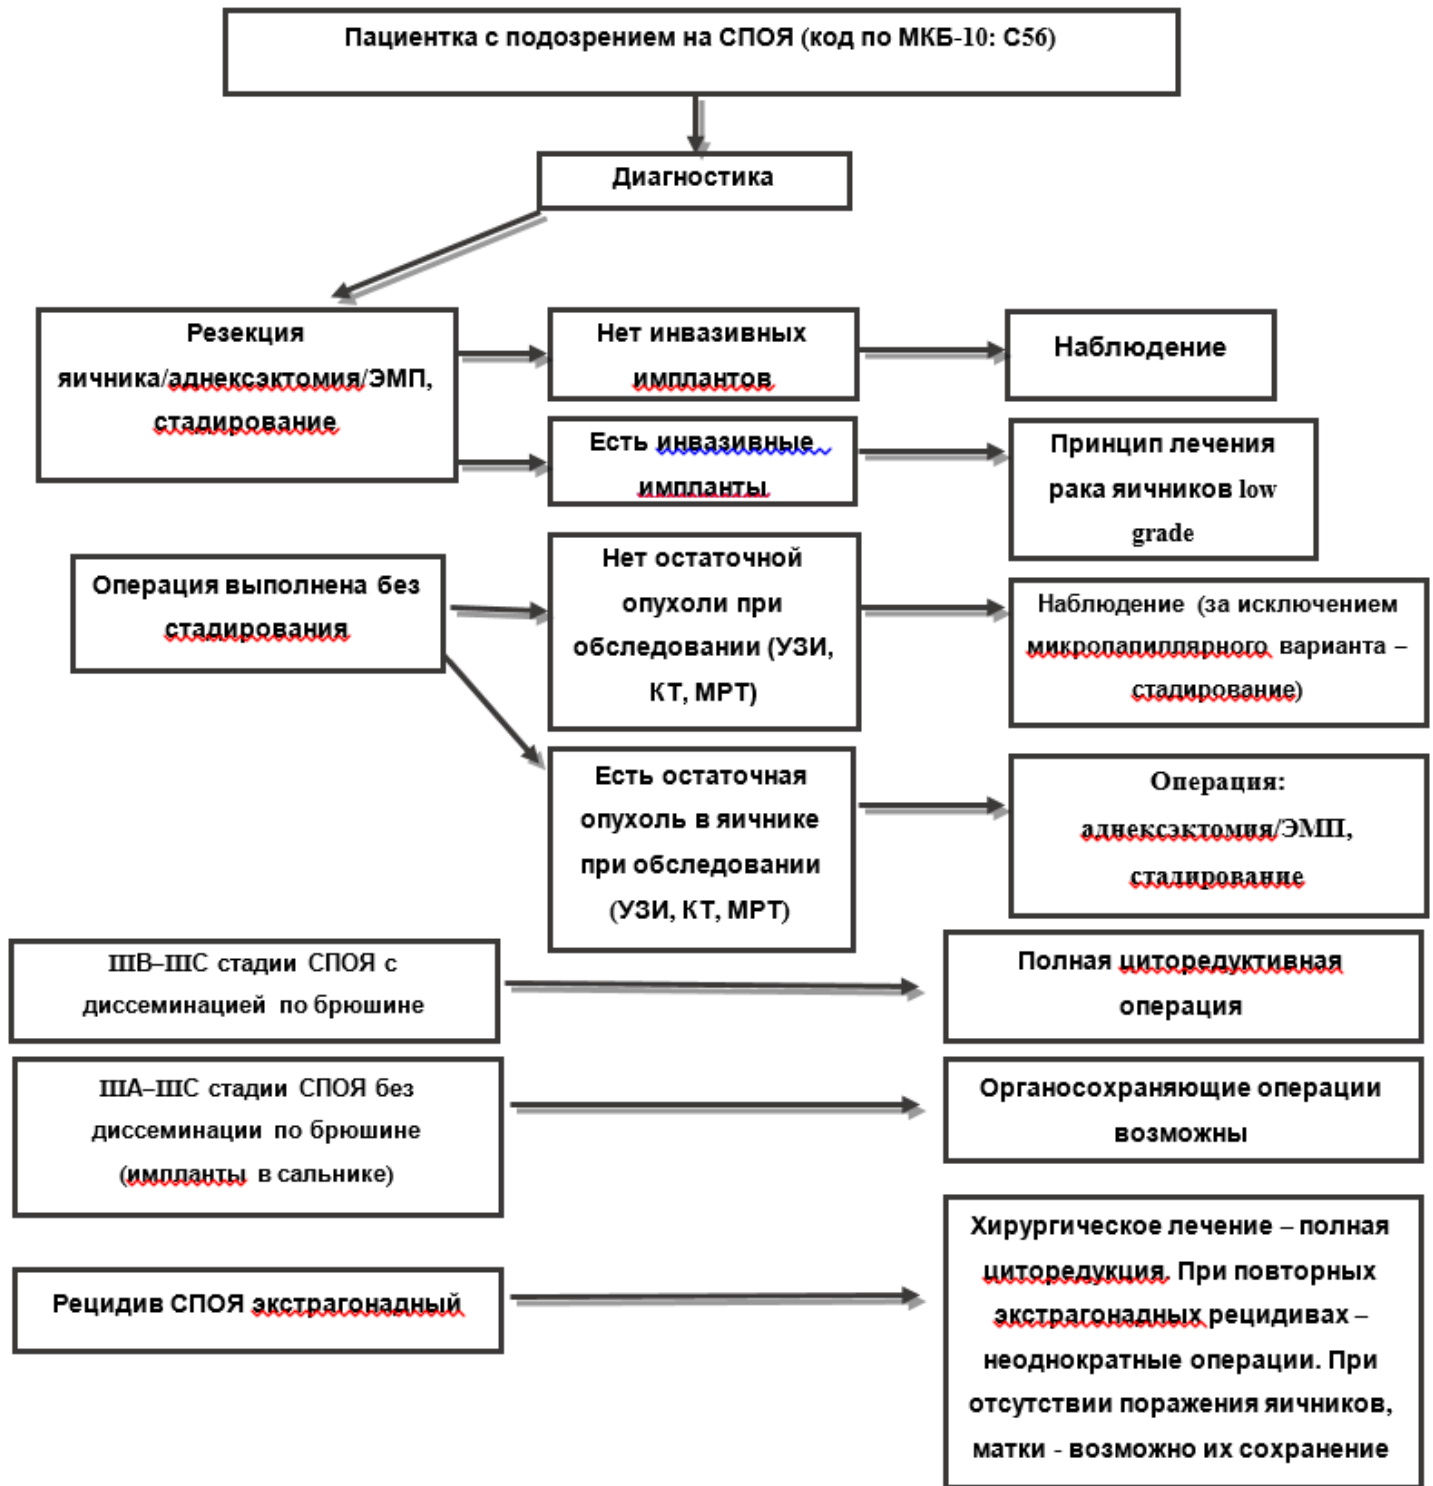 Пациентка с подозрением на СПОЯ (код по МКБ-10: С56)
Диагностика
Резекция
яичника/аднексэктомия/ЭМП,
стадирование
Нет инвазивных
имплантов
Наблюдение
Есть инвазивные
импланты
Принцип лечения
рака яичников low
grade
Операция выполнена без
стадирования
Нет остаточной
опухоли при
обследовании (УЗИ,
КТ, МРТ)
Наблюдение (за исключением
микропапиллярного варианта –
стадирование)
Есть остаточная
опухоль в яичнике
при обследовании
(УЗИ, КТ, МРТ)
Операция:
аднексэктомия/ЭМП,
стадирование
IIIB–IIIC стадии СПОЯ с
диссеминацией по брюшине
Полная циторедуктивная
операция
IIIA–IIIC стадии СПОЯ без
диссеминации по брюшине
(импланты в сальнике)
Органосохраняющие операции
возможны
Рецидив СПОЯ экстрагонадный
Хирургическое лечение – полная
циторедукция. При повторных
экстрагонадных рецидивах –
неоднократные операции. При
отсутствии поражения яичников,
матки - возможно их сохранение